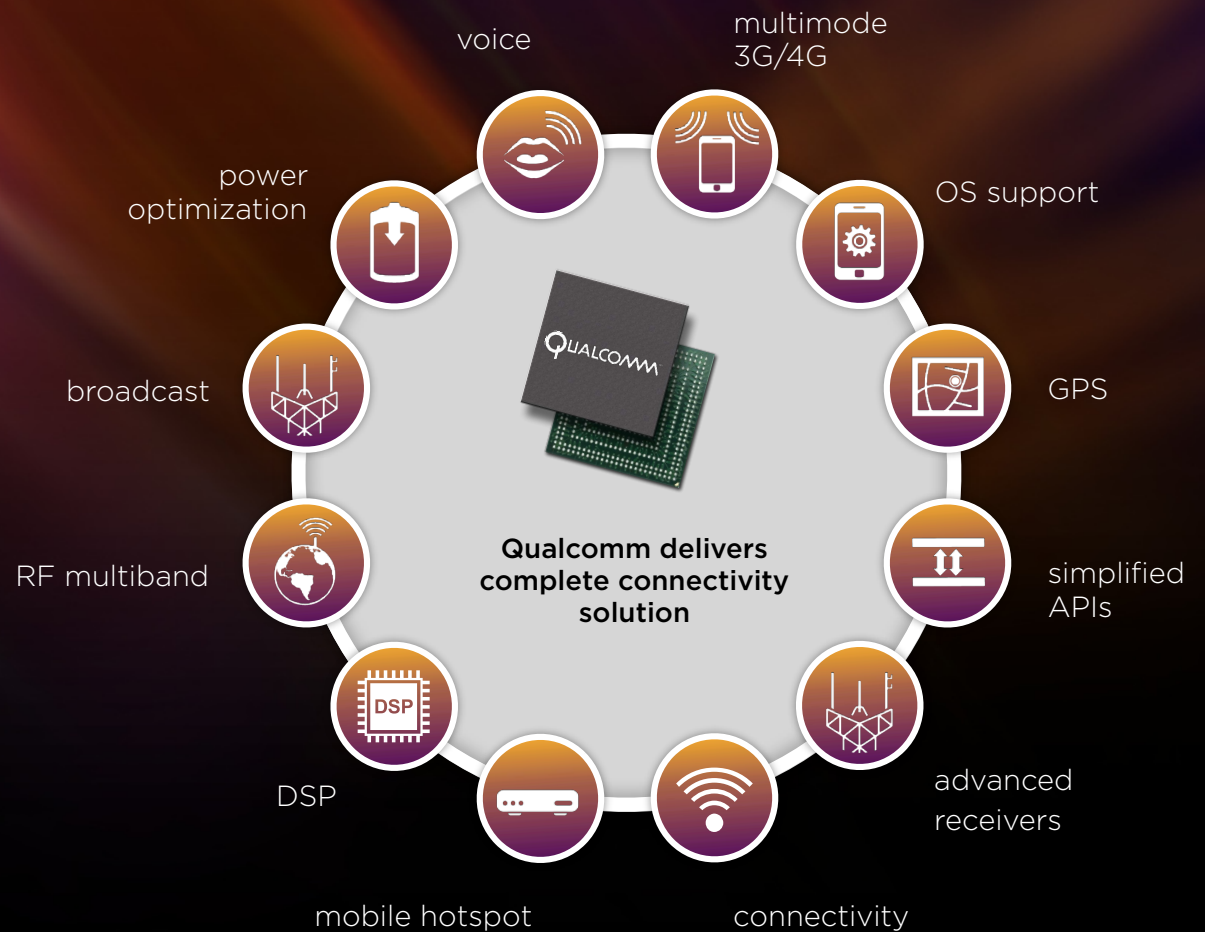 voice
multimode
3G/4G
power
optimization
OS support
QUALCOMM
broadcast
GPS
Qualcomm delivers
complete connectivity
solution
RF multiband
simplified
APIs
DSP
DSP
advanced
receivers
mobile hotspot
connectivity